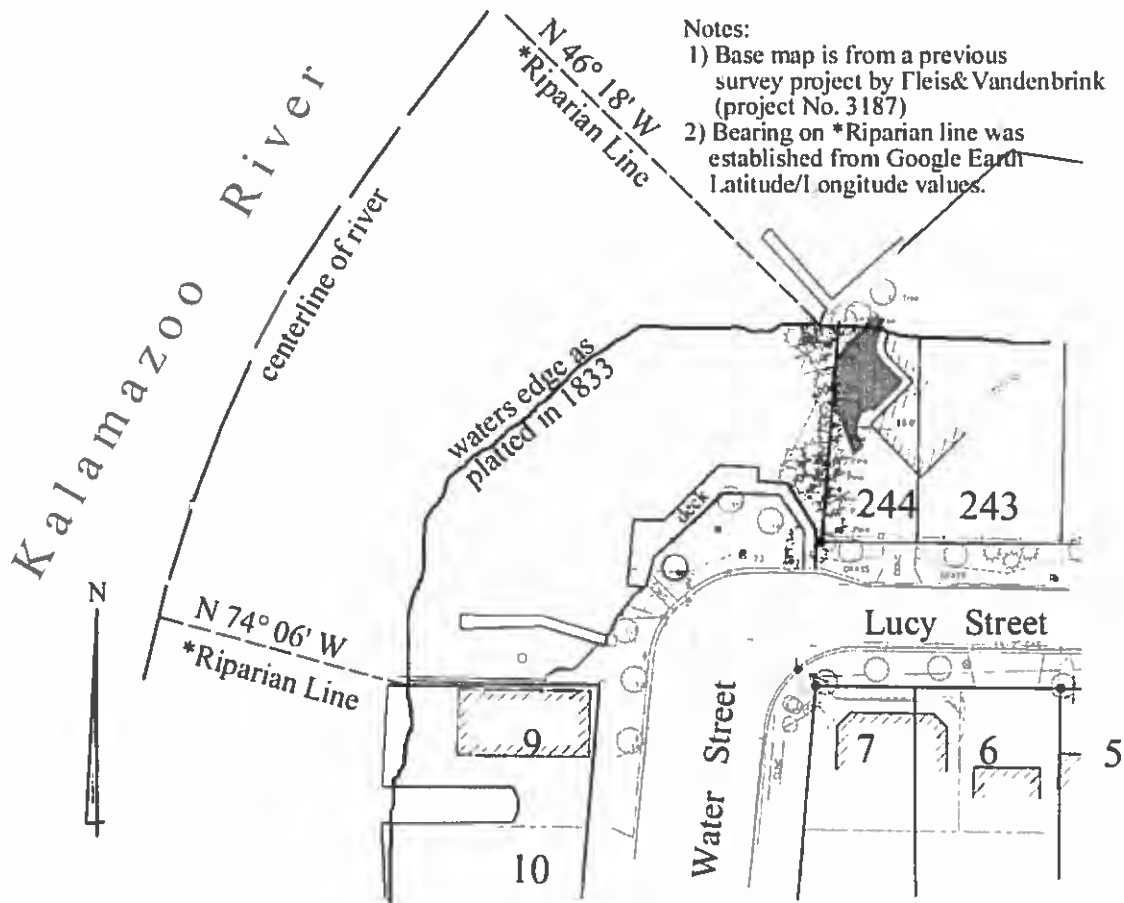 Notes:
1) Base map is from a previous
survey project by Fleis&Vandenbrink
(project No. 3187)
2) Bearing on *Riparian line was
established from Google Earth
Latitude/Longitude values.
N 46° 18' W
*Riparian Line
Kalamazoo River
centerline of river
waters edge as
platted in 1833
deck
244
243
N
N 74° 06' W
*Riparian Line
Lucy Street
Water Street
9
7
6
5
10